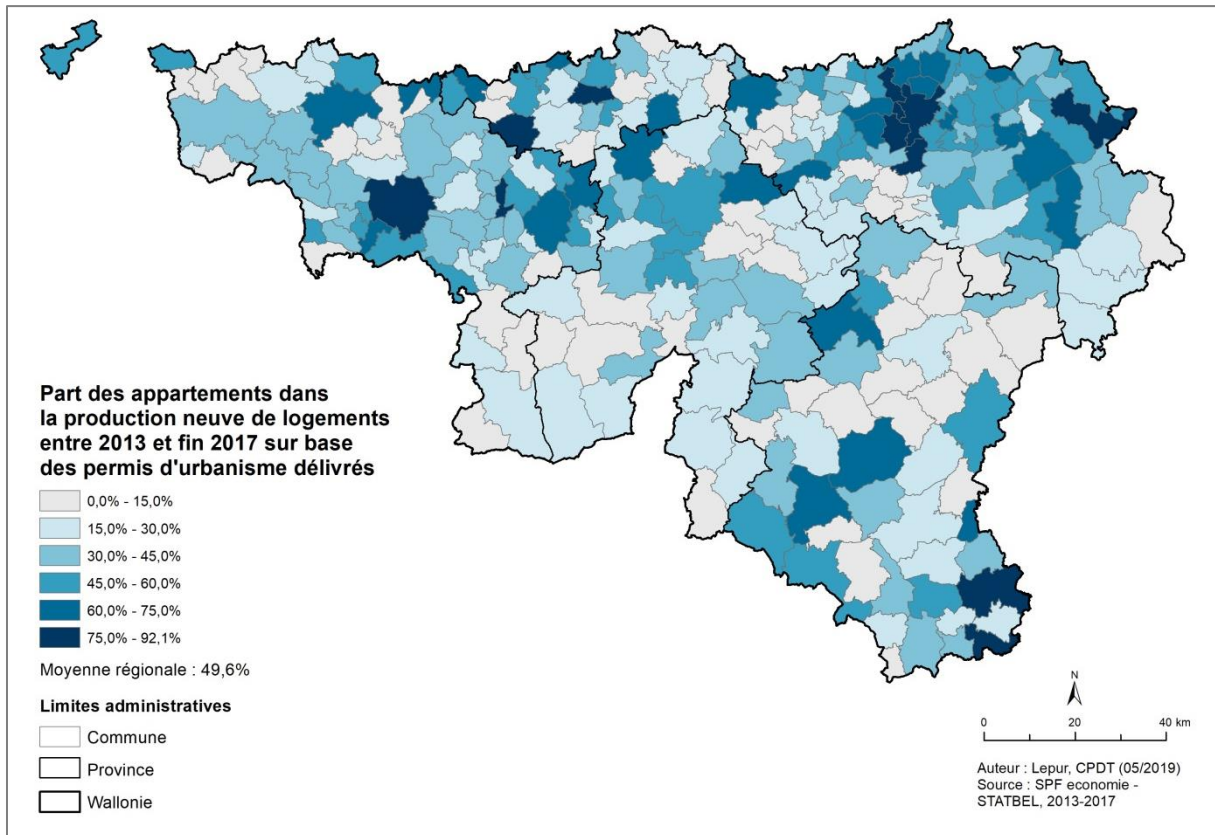 Part des appartements dans
la production neuve de logements
entre 2013 et fin 2017 sur base
des permis d'urbanisme délivrés
0,0% - 15,0%
15,0% - 30,0%
30,0% - 45,0%
45,0% - 60,0%
60,0% - 75,0%
75,0% - 92,1%
Moyenne régionale : 49,6%
Limites administratives
Commune
Province
Wallonie
N
0 20 40 km
Auteur : Lepur, CPDT (05/2019)
Source : SPF economie -
STATBEL, 2013-2017